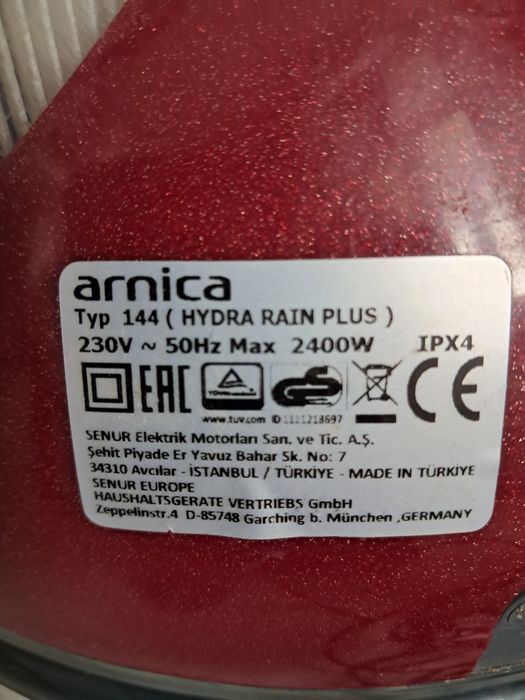 arnica
Typ 144 ( HYDRA RAIN PLUS )
230V ~ 50Hz Max 2400W IPX4
EAC CE
www.tuv.com ID 1131218697
SENUR Elektrik Motorları San. ve Tic. A.Ş.
Şehit Piyade Er Yavuz Bahar Sk. No: 7
34310 Avcılar - İSTANBUL / TÜRKİYE - MADE IN TÜRKİYE
SENUR EUROPE
HAUSHALTSGERATE VERTRIEBS GmbH
Zeppelinstr.4 D-85748 Garching b. München ,GERMANY